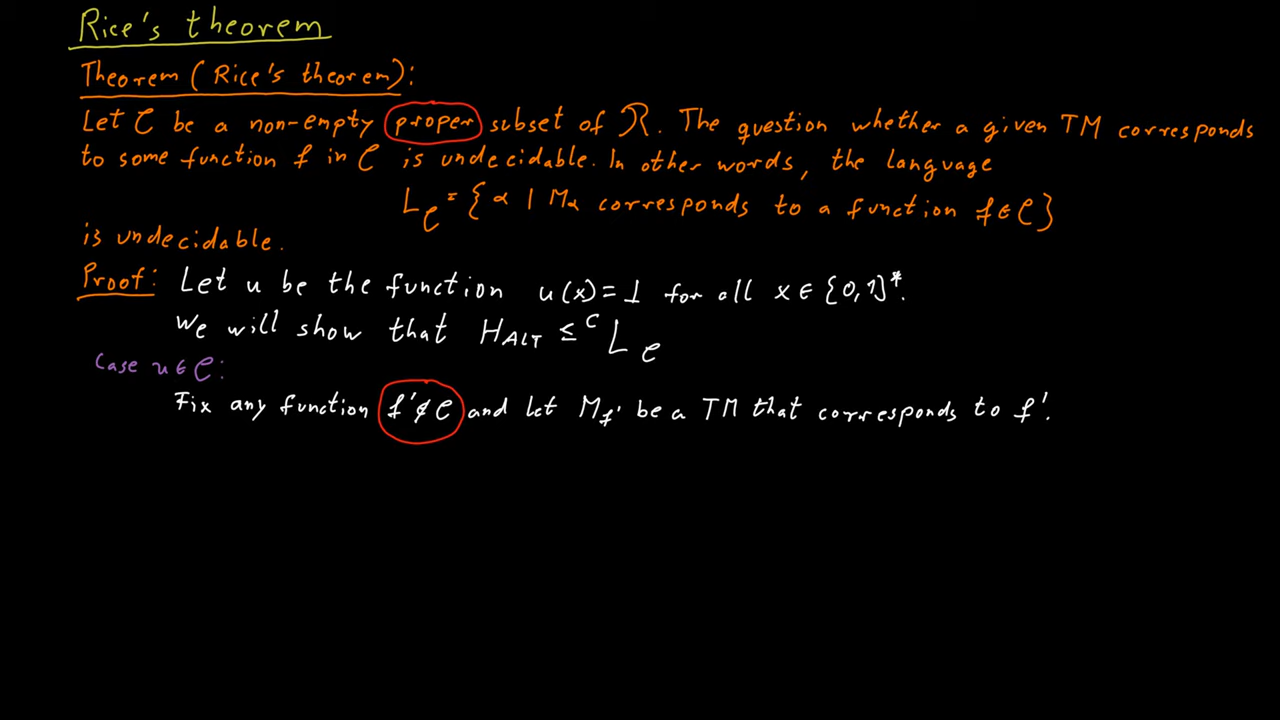 Rice's theorem
Theorem (Rice's theorem):
Let C be a non-empty proper subset of R. The question whether a given TM corresponds
to some function f in C is undecidable. In other words, the language
L_C = {α | Mα corresponds to a function f ∈ C}
is undecidable.
Proof: Let u be the function u(x) = ⊥ for all x ∈ {0,1}*.
We will show that HALT ≤^C L_C
Case u ∈ C:
Fix any function f' ∉ C and let M_f' be a TM that corresponds to f'.